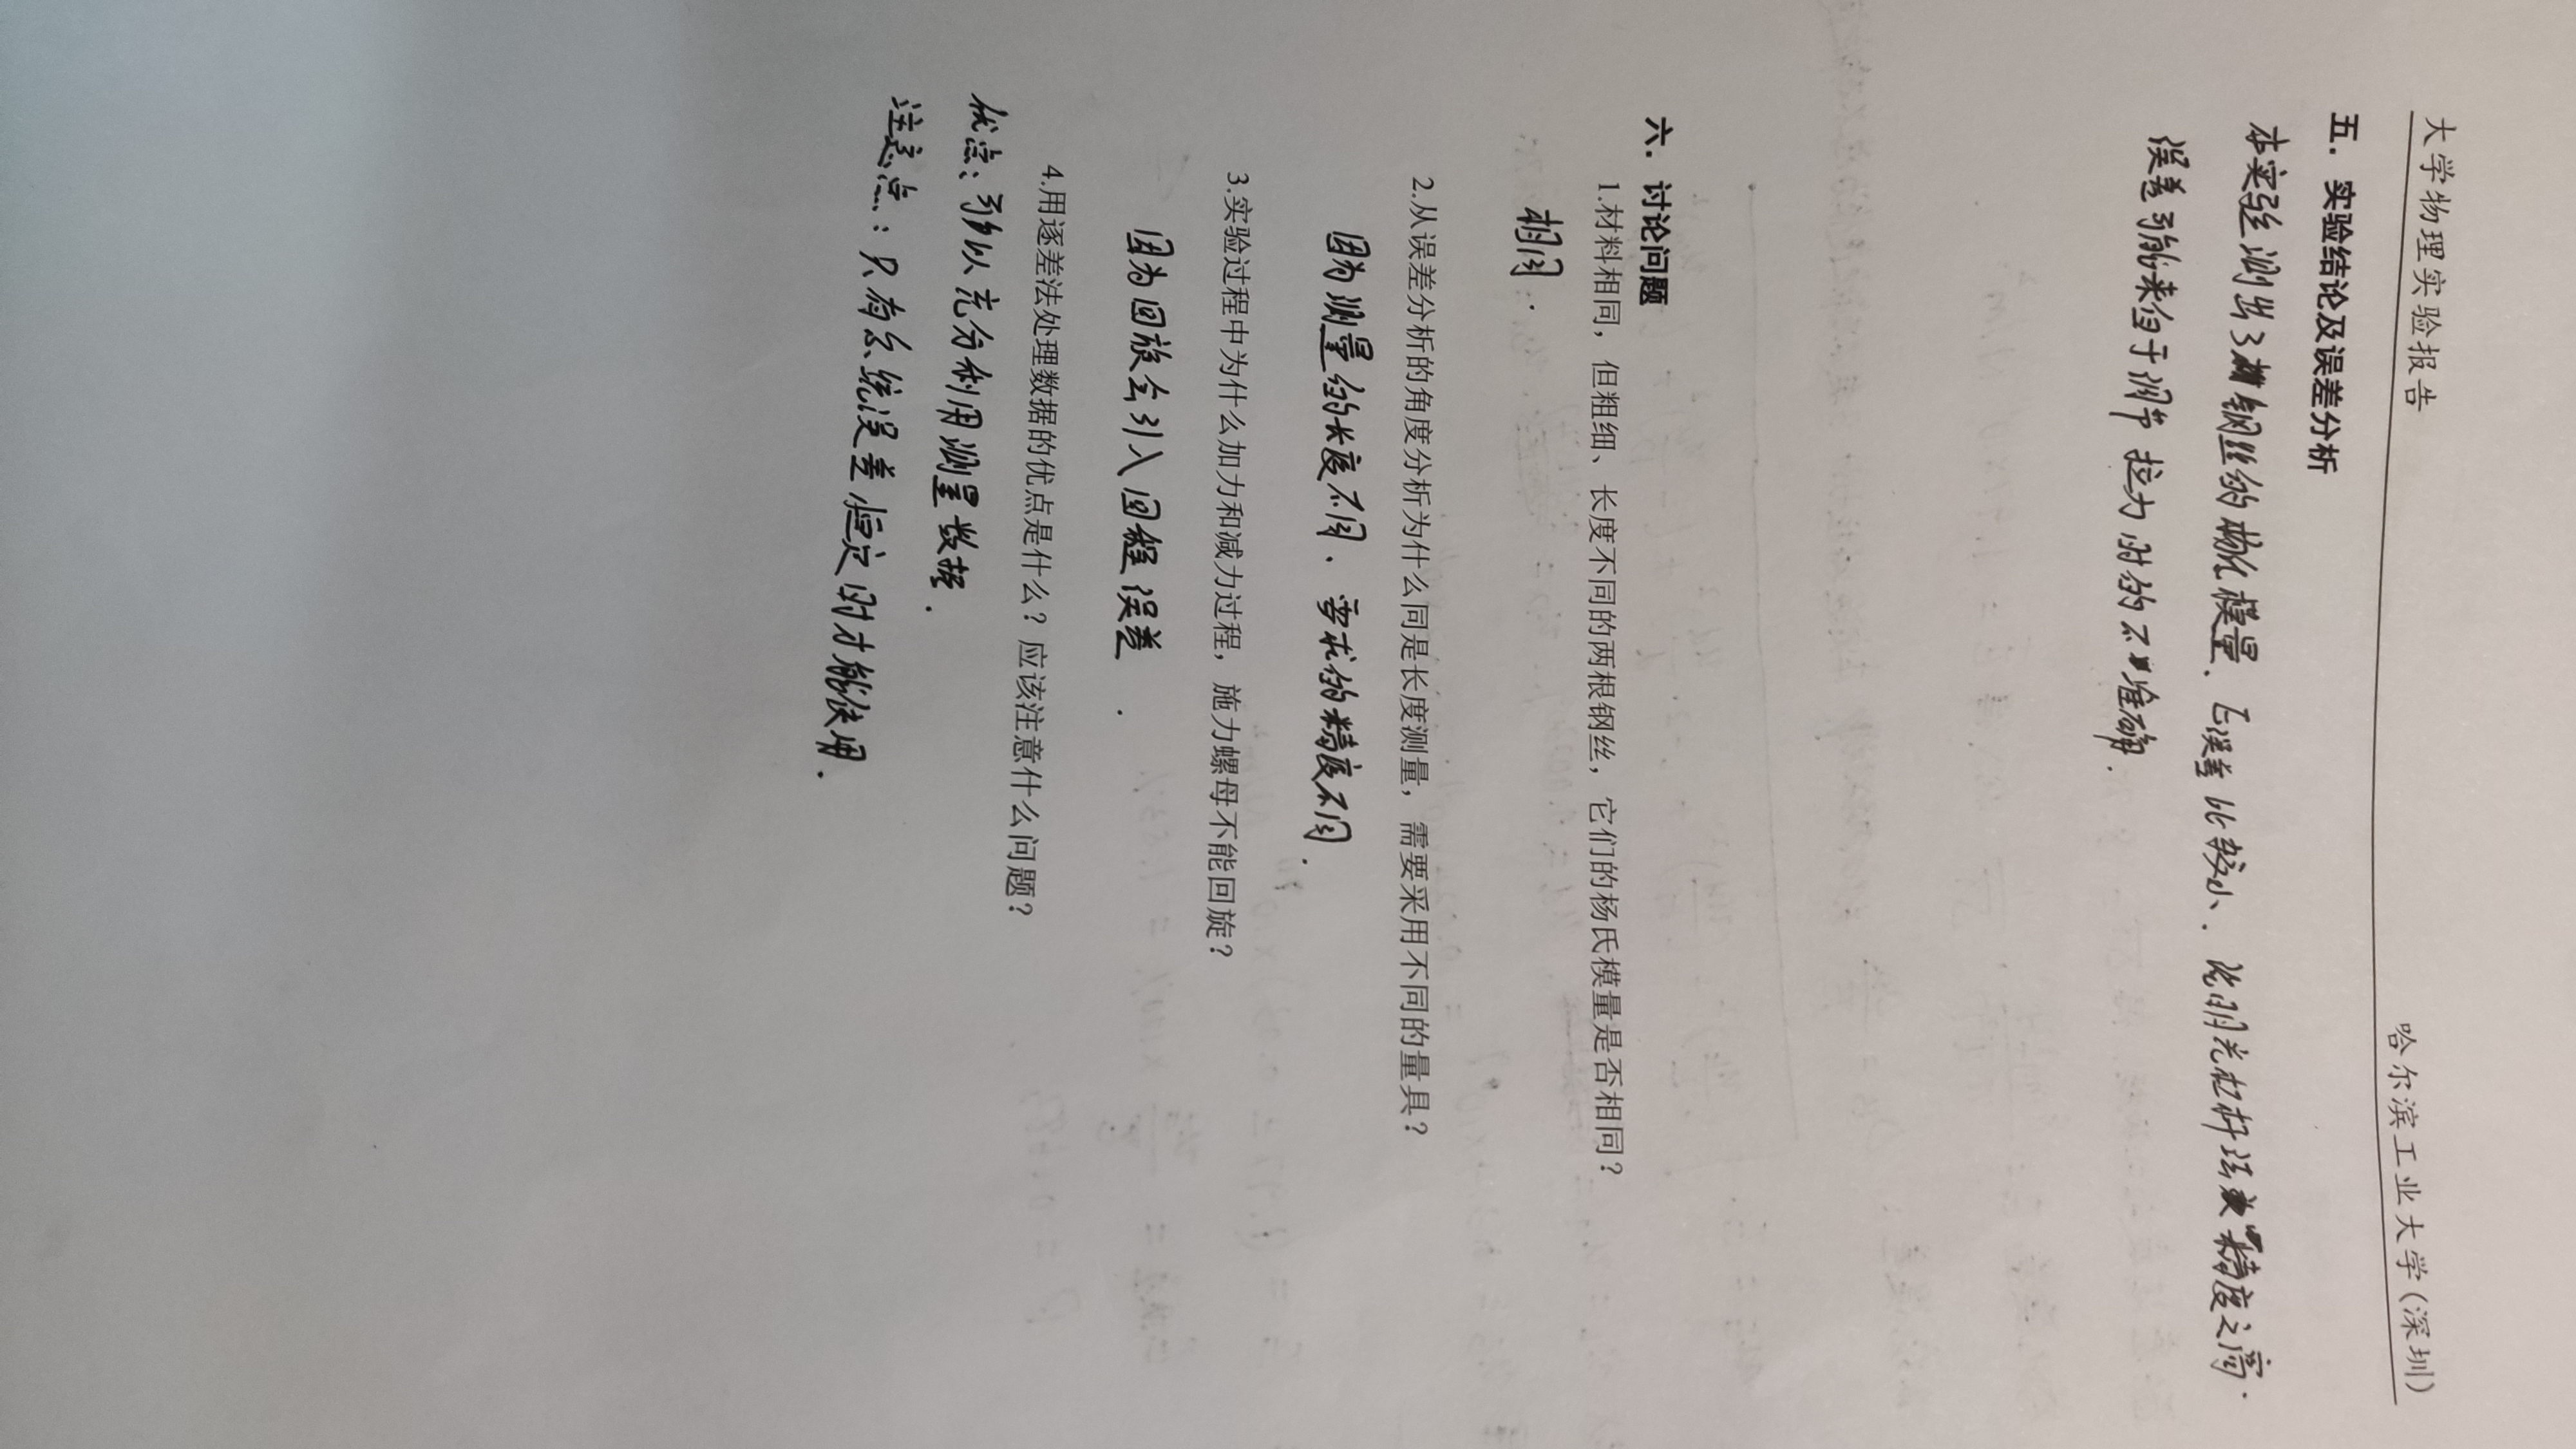 大学物理实验报告
哈尔滨工业大学(深圳)
五．实验结论及误差分析
本实验测出了钢丝的杨氏模量．E误差比较小．说明光杠杆法精度之高．
误差可能来自于调节拉力时的不准确．
六．讨论问题
1.材料相同，但粗细、长度不同的两根钢丝，它们的杨氏模量是否相同？
相同．
2.从误差分析的角度分析为什么同是长度测量，需要采用不同的量具？
因为测量的长度不同．要求的精度不同．
3.实验过程中为什么加力和减力过程，施力螺母不能回旋？
因为回旋会引入回程误差．
4.用逐差法处理数据的优点是什么？应该注意什么问题？
优点：可以充分利用测量数据．
注意点：只有系统误差恒定时才能使用．